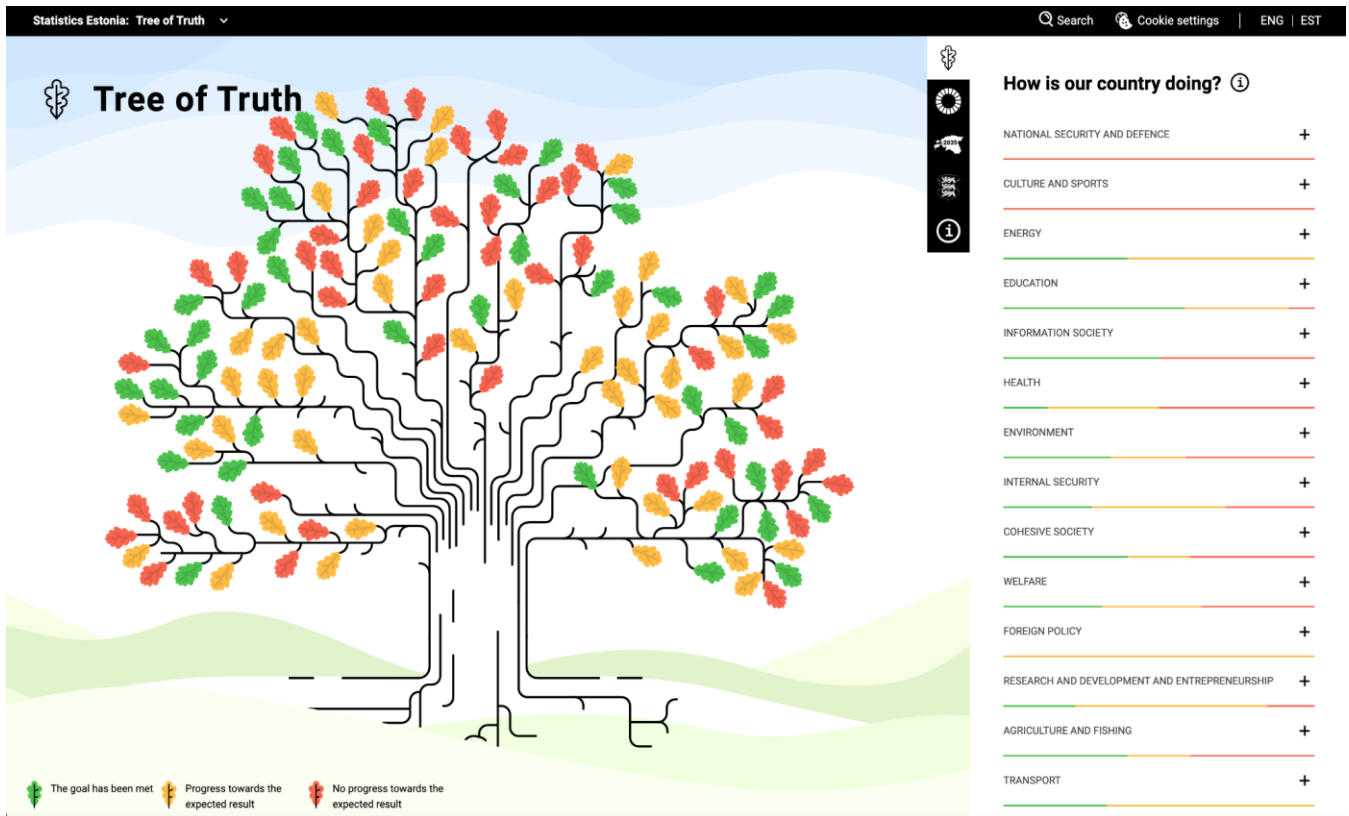 Statistics Estonia: Tree of Truth
Search
Cookie settings
ENG | EST
Tree of Truth
2035
How is our country doing?
NATIONAL SECURITY AND DEFENCE
CULTURE AND SPORTS
ENERGY
EDUCATION
INFORMATION SOCIETY
HEALTH
ENVIRONMENT
INTERNAL SECURITY
COHESIVE SOCIETY
WELFARE
FOREIGN POLICY
RESEARCH AND DEVELOPMENT AND ENTREPRENEURSHIP
AGRICULTURE AND FISHING
TRANSPORT
The goal has been met
Progress towards the
expected result
No progress towards the
expected result